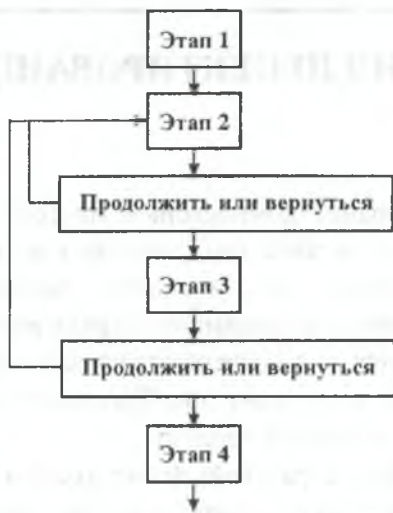 Этап 1
Этап 2
Продолжить или вернуться
Этап 3
Продолжить или вернуться
Этап 4